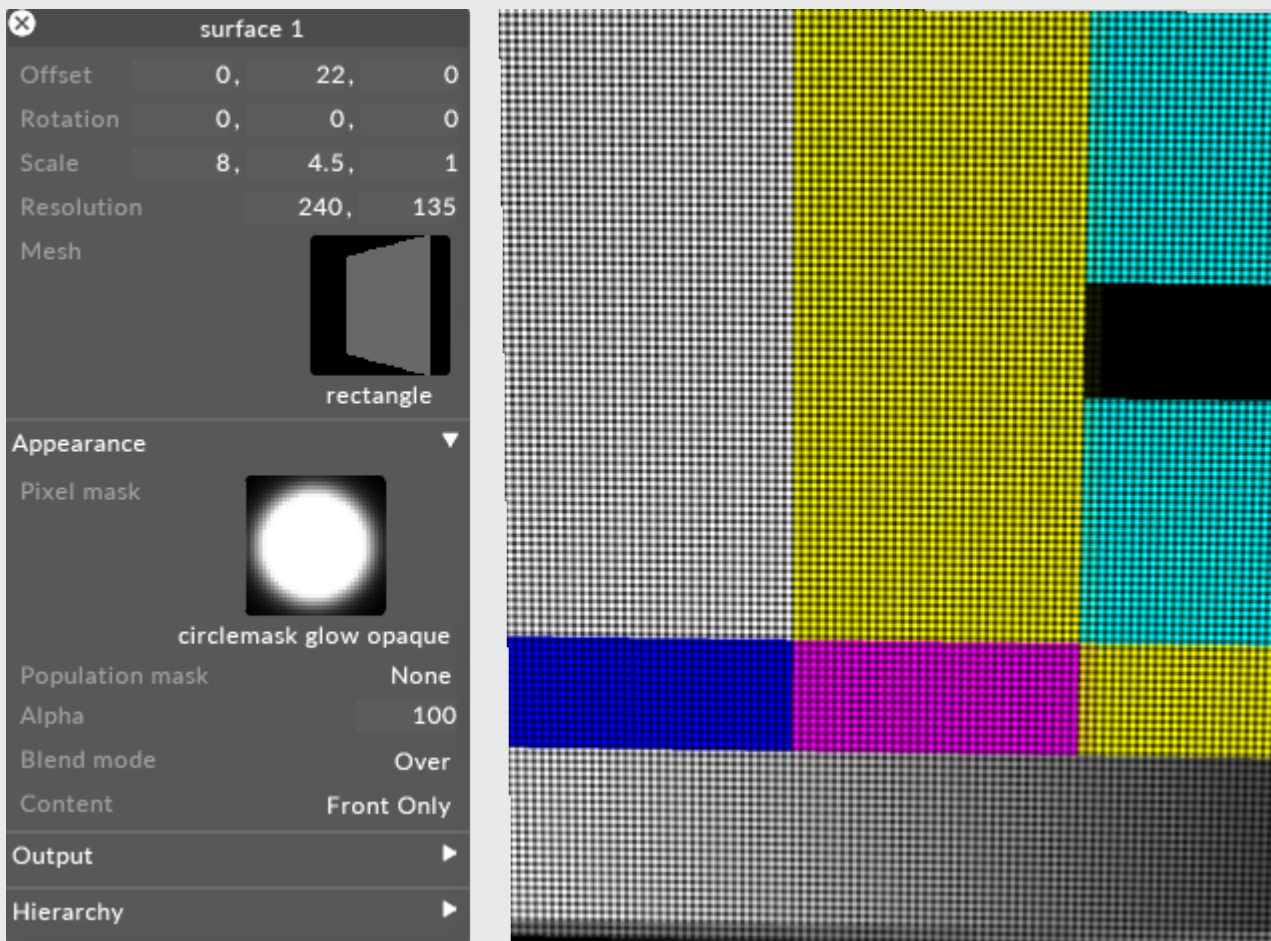 surface 1
Offset 0, 22, 0
Rotation 0, 0, 0
Scale 8, 4.5, 1
Resolution 240, 135
Mesh
rectangle
Appearance
Pixel mask
circlemask glow opaque
Population mask None
Alpha 100
Blend mode Over
Content Front Only
Output
Hierarchy